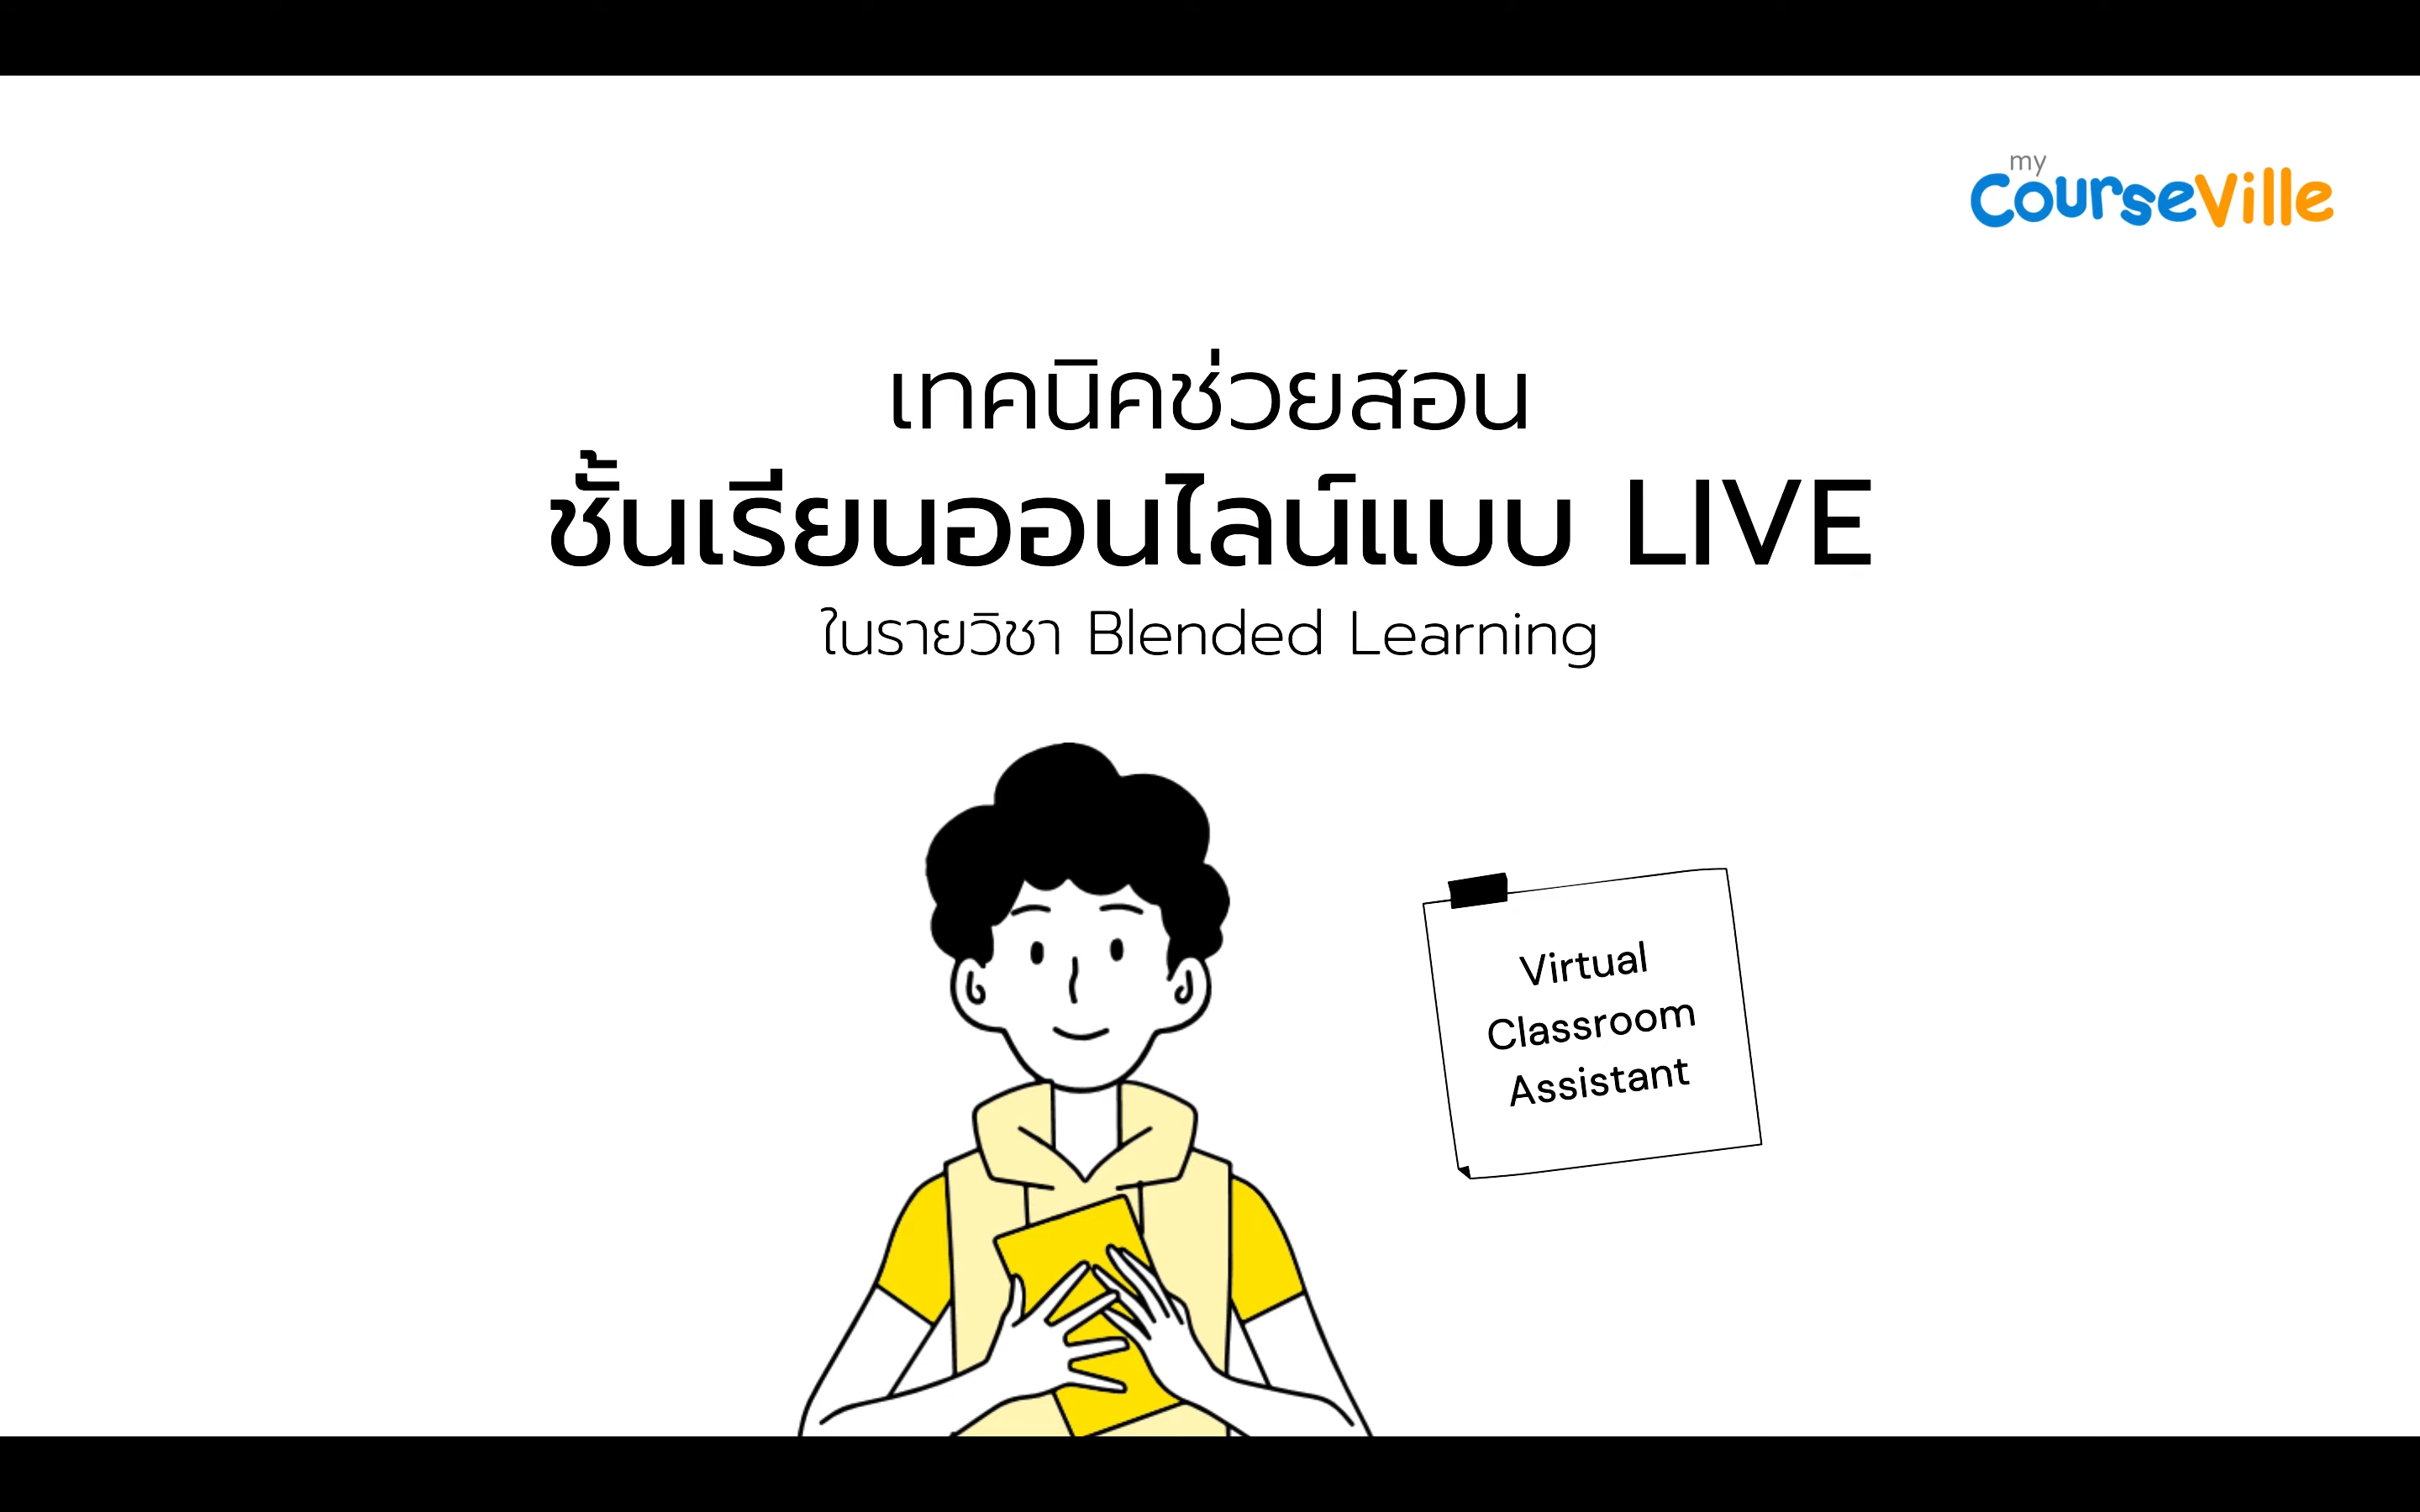 my
CourseVille
เทคนิคช่วยสอน
ชั้นเรียนออนไลน์แบบ LIVE
ในรายวิชา Blended Learning
Virtual
Classroom
Assistant